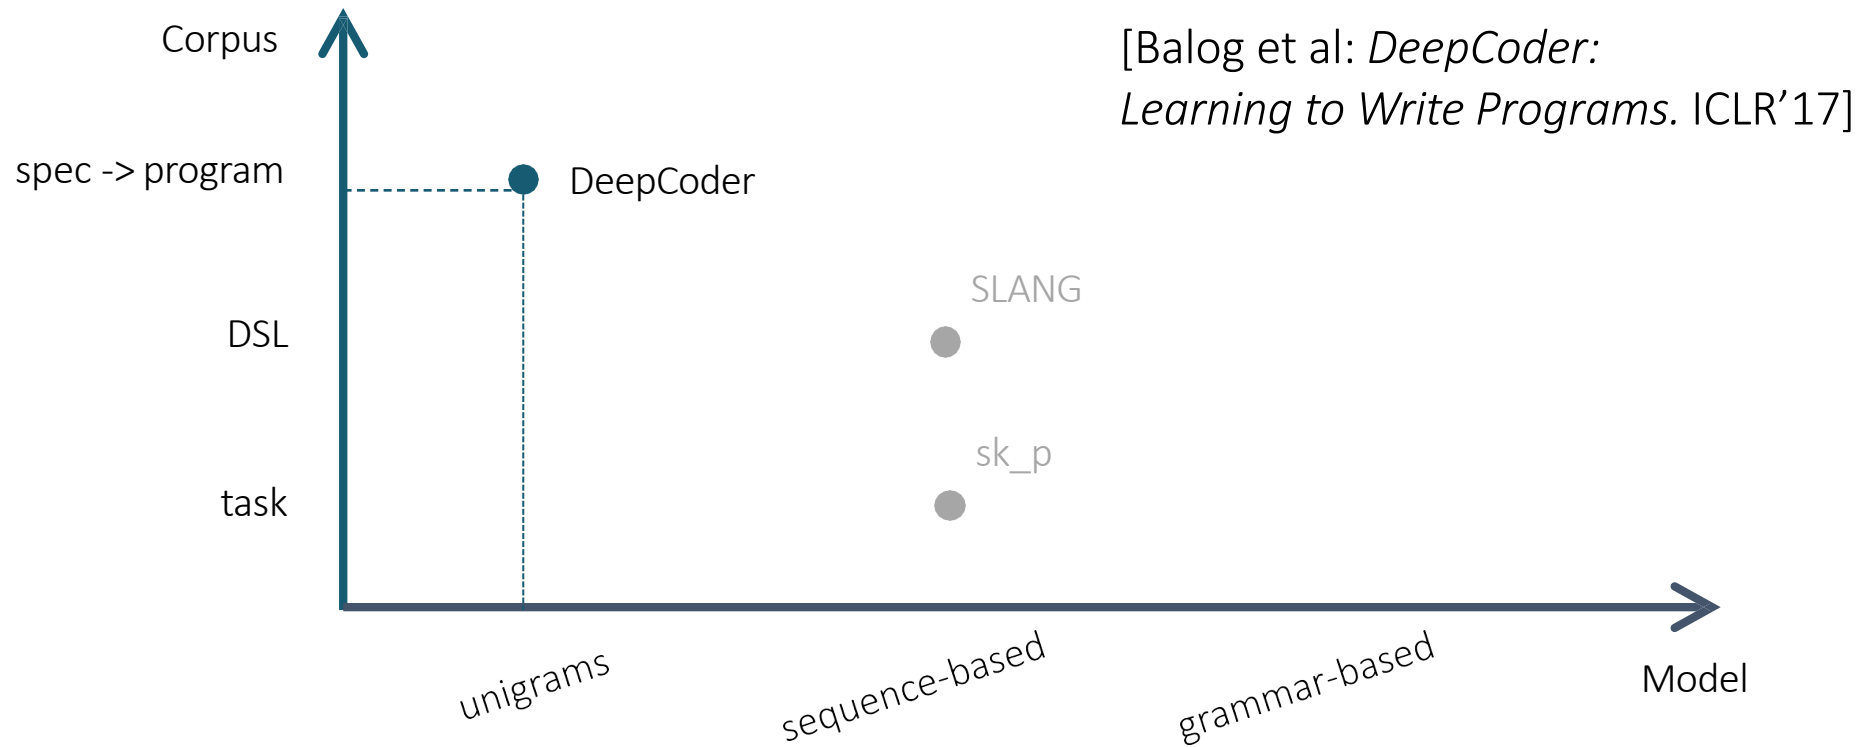 Corpus
[Balog et al: DeepCoder:
Learning to Write Programs. ICLR’17]
spec -> program
DeepCoder
SLANG
DSL
sk_p
task
unigrams
sequence-based
grammar-based
Model